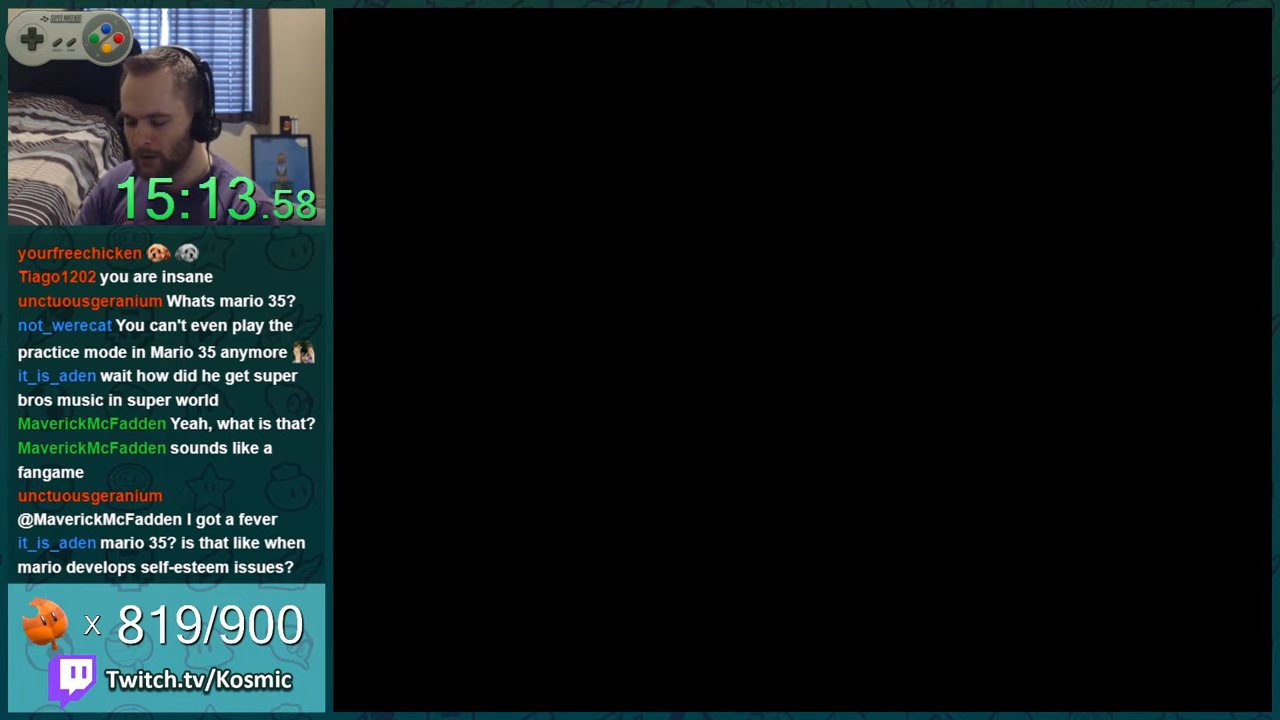 SUPER NINTENDO
15:13.58
yourfreechicken
Tiago1202 you are insane
unctuousgeranium Whats mario 35?
not_werecat You can't even play the
practice mode in Mario 35 anymore
it_is_aden wait how did he get super
bros music in super world
MaverickMcFadden Yeah, what is that?
MaverickMcFadden sounds like a
fangame
unctuousgeranium
@MaverickMcFadden I got a fever
it_is_aden mario 35? is that like when
mario develops self-esteem issues?
x 819/900
Twitch.tv/Kosmic